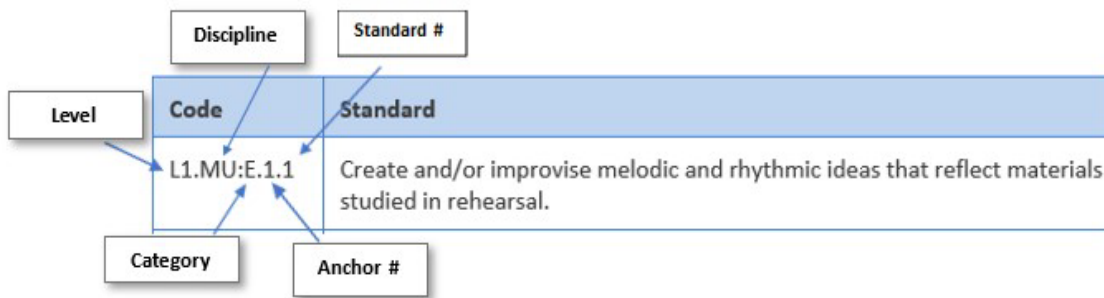 Discipline
Standard #
Level
Code
Standard
L1.MU:E.1.1
Create and/or improvise melodic and rhythmic ideas that reflect materials
studied in rehearsal.
Category
Anchor #